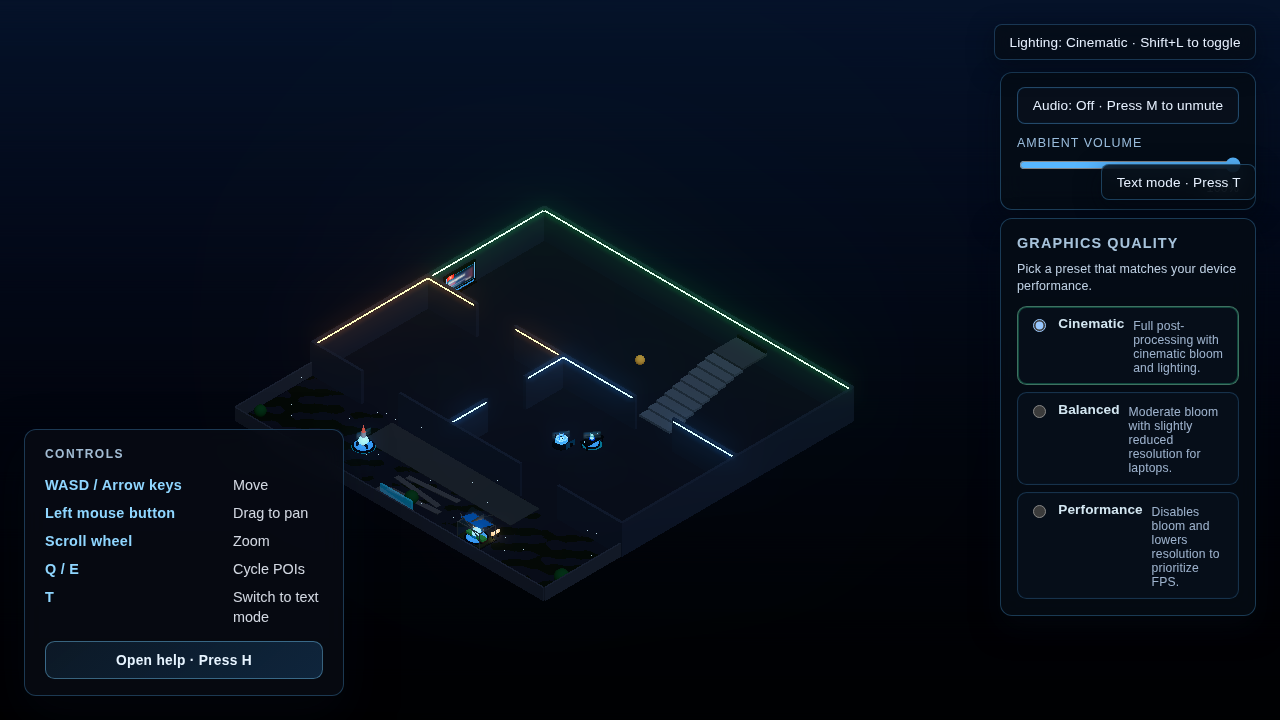 Lighting: Cinematic · Shift+L to toggle
Audio: Off · Press M to unmute
AMBIENT VOLUME
Text mode · Press T
GRAPHICS QUALITY
Pick a preset that matches your device
performance.
Cinematic Full post-
processing with
cinematic bloom
and lighting.
Balanced Moderate bloom
with slightly
reduced
resolution for
laptops.
Performance Disables
bloom and
lowers
resolution to
prioritize
FPS.
CONTROLS
WASD / Arrow keys Move
Left mouse button Drag to pan
Scroll wheel Zoom
Q / E Cycle POIs
T Switch to text
mode
Open help · Press H